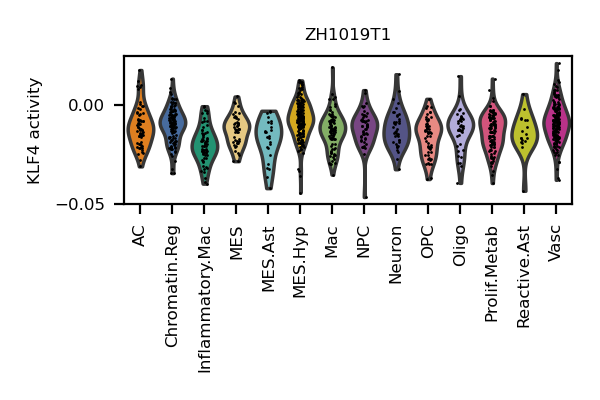 ZH1019T1
KLF4 activity
0.00
−0.05
AC
Chromatin.Reg
Inflammatory.Mac
MES
MES.Ast
MES.Hyp
Mac
NPC
Neuron
OPC
Oligo
Prolif.Metab
Reactive.Ast
Vasc